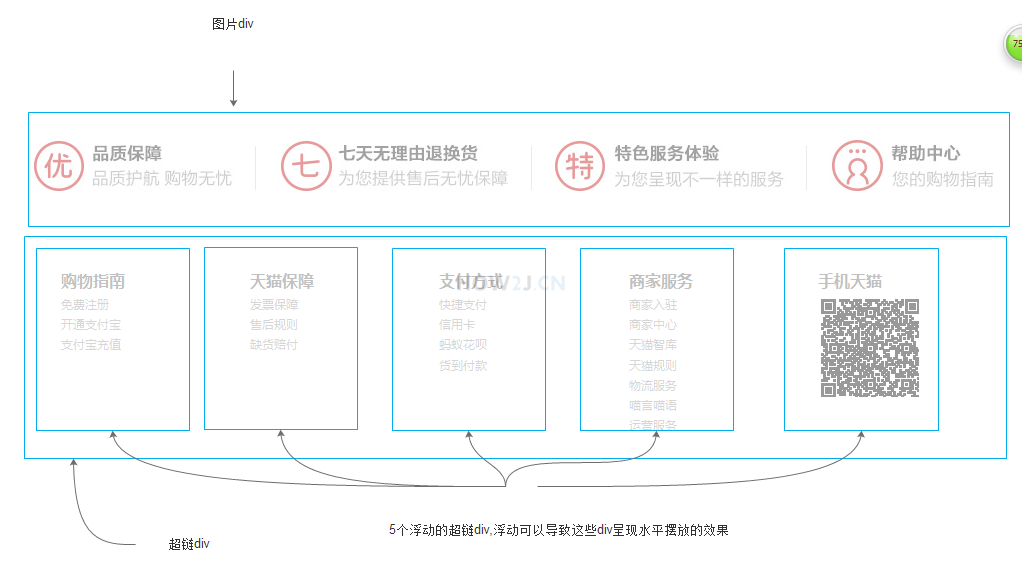 图片div
75
优
品质保障
品质护航 购物无忧
七
七天无理由退换货
为您提供售后无忧保障
特
特色服务体验
为您呈现不一样的服务
帮助中心
您的购物指南
购物指南
免费注册
开通支付宝
支付宝充值
天猫保障
发票保障
售后规则
缺货赔付
支付方式
快捷支付
信用卡
蚂蚁花呗
货到付款
HOW2J.CN
商家服务
商家入驻
商家中心
天猫智库
天猫规则
物流服务
喵言喵语
运营服务
手机天猫
5个浮动的超链div,浮动可以导致这些div呈现水平摆放的效果
超链div